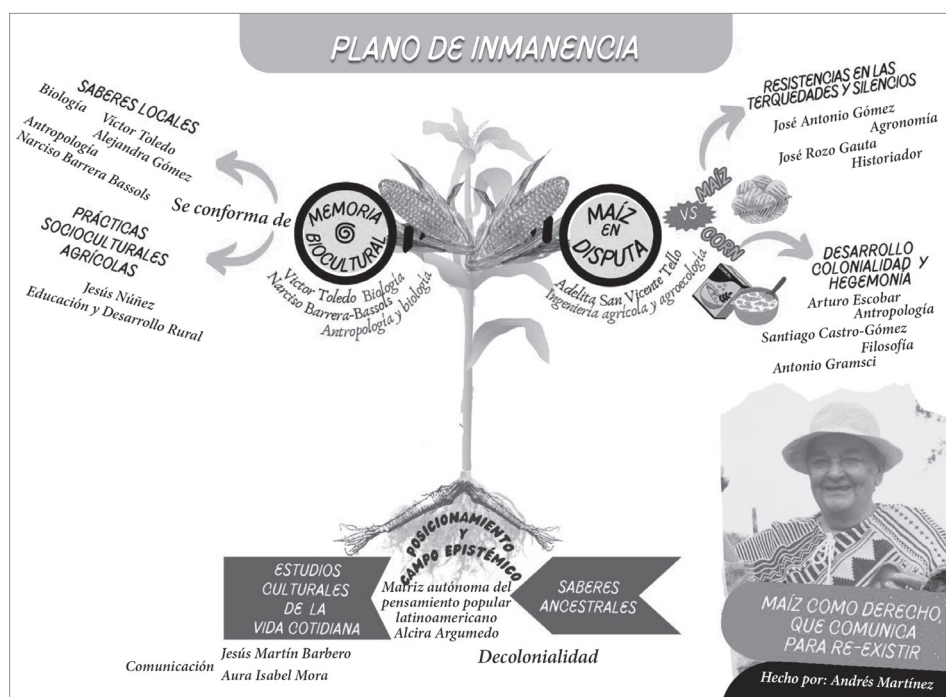 PLANO DE INMANENCIA
SABERES LOCALES
Biología Víctor Toledo
Alejandra Gómez
Antropología
Narciso Barrera Bassols
Se conforma de
PRÁCTICAS
SOCIOCULTURALES
AGRÍCOLAS
Jesús Núñez
Educación y Desarrollo Rural
MEMORIA
BIOCULTURAL
Víctor Toledo Biología
Narciso Barrera-Bassols
Antropología y biología
MAÍZ
EN
DISPUTA
Adelita San Vicente Tello
Ingeniería agrícola y agroecología
MAÍZ
VS
CORN
RESISTENCIAS EN LAS
TERQUEDADES Y SILENCIOS
José Antonio Gómez
Agronomía
José Rozo Gauta
Historiador
DESARROLLO
COLONIALIDAD Y
HEGEMONÍA
Arturo Escobar
Antropología
Santiago Castro-Gómez
Filosofía
Antonio Gramsci
POSICIONAMIENTO
Y
CAMPO EPISTÉMICO
Matriz autónoma del
pensamiento popular
latinoamericano
Alcira Argumedo
ESTUDIOS
CULTURALES
DE LA
VIDA COTIDIANA
Comunicación
Jesús Martín Barbero
Aura Isabel Mora
SABERES
ANCESTRALES
Decolonialidad
MAÍZ COMO DERECHO,
QUE COMUNICA
PARA RE-EXISTIR
Hecho por: Andrés Martínez